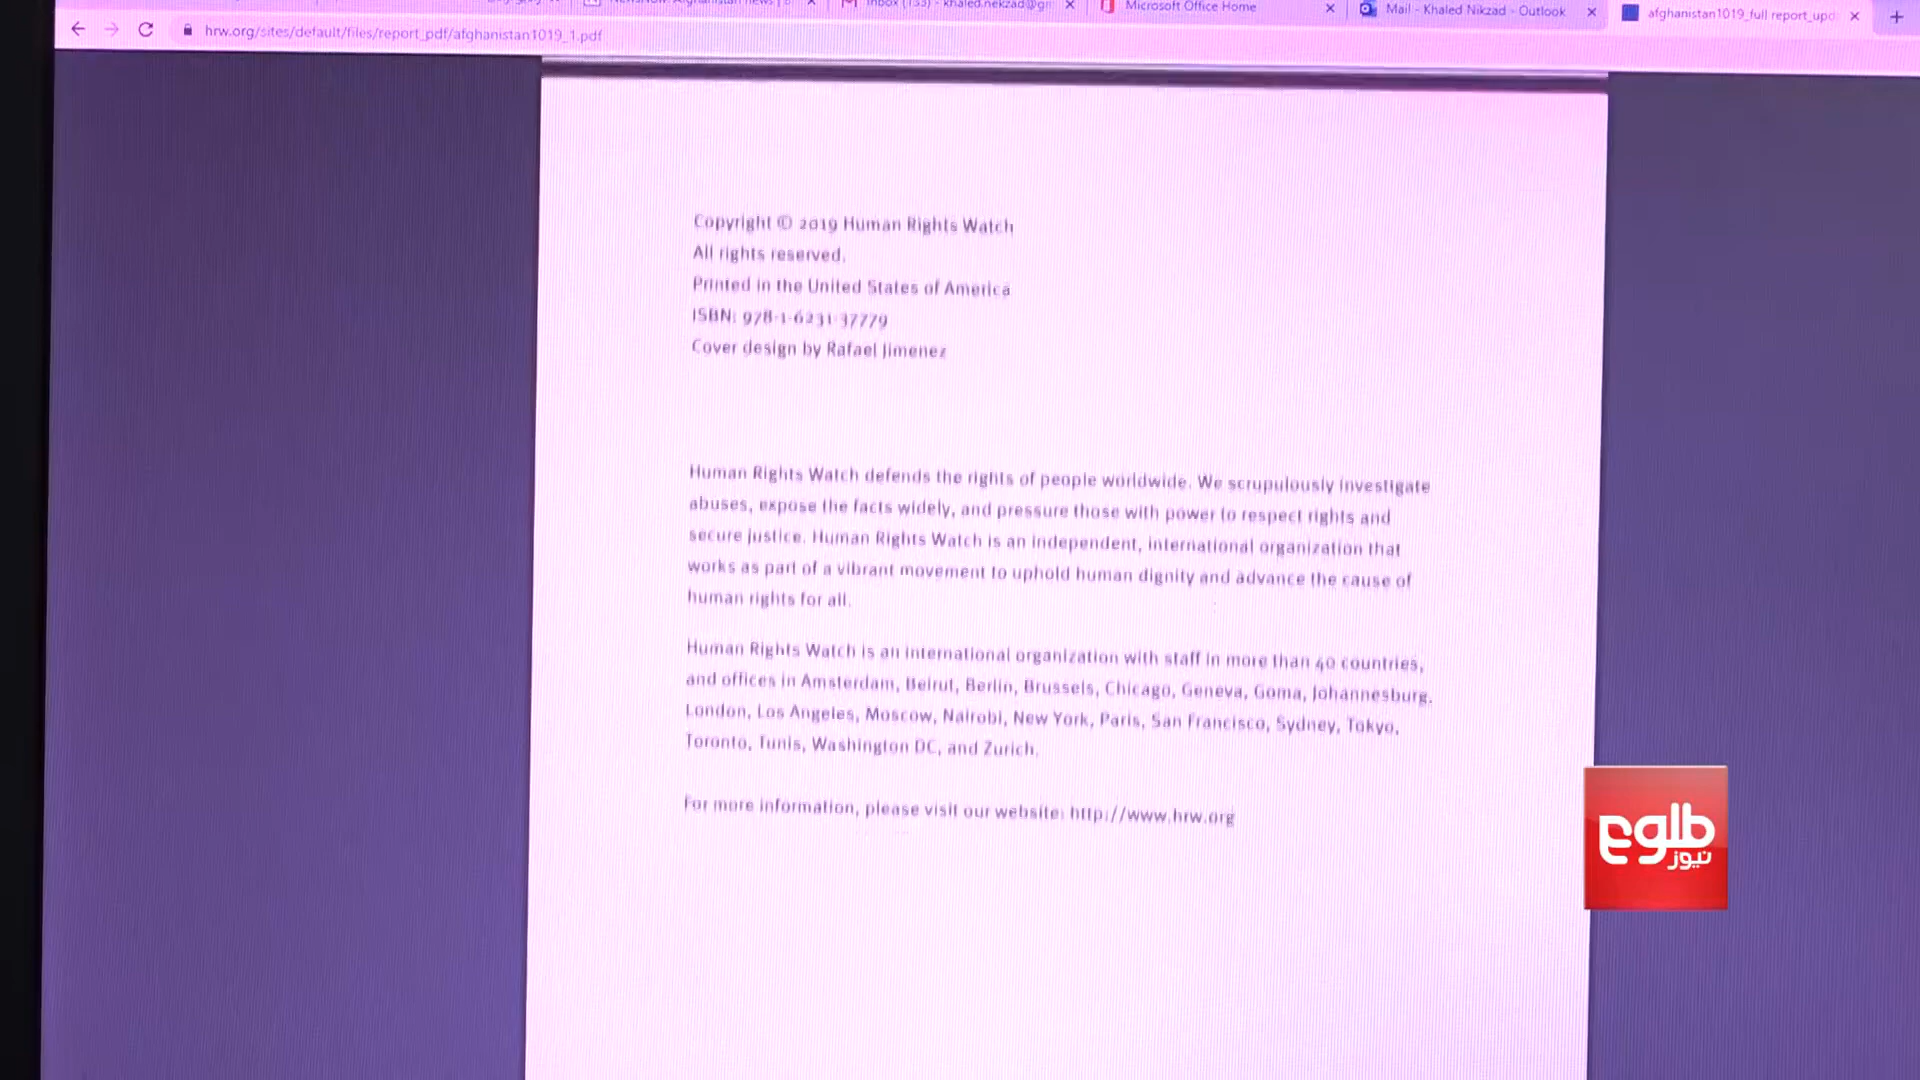 Microsoft Office Home
Mail - Khaled Nikzad - Outlook
afghanistan1019_full report_upd
hrw.org/sites/default/files/report_pdf/afghanistan1019_1.pdf
Copyright © 2019 Human Rights Watch
All rights reserved.
Printed in the United States of America
ISBN: 978-1-6231-37779
Cover design by Rafael Jimenez
Human Rights Watch defends the rights of people worldwide. We scrupulously investigate
abuses, expose the facts widely, and pressure those with power to respect rights and
secure justice. Human Rights Watch is an independent, international organization that
works as part of a vibrant movement to uphold human dignity and advance the cause of
human rights for all.
Human Rights Watch is an international organization with staff in more than 40 countries,
and offices in Amsterdam, Beirut, Berlin, Brussels, Chicago, Geneva, Goma, Johannesburg,
London, Los Angeles, Moscow, Nairobi, New York, Paris, San Francisco, Sydney, Tokyo,
Toronto, Tunis, Washington DC, and Zurich.
For more information, please visit our website: http://www.hrw.org
طلوع
نیوز